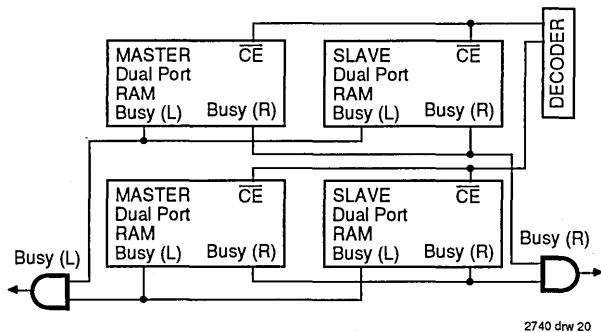 MASTER
Dual Port
RAM
Busy (L)
CE
Busy (R)
SLAVE
Dual Port
RAM
Busy (L)
CE
Busy (R)
DECODER
MASTER
Dual Port
RAM
Busy (L)
CE
Busy (R)
SLAVE
Dual Port
RAM
Busy (L)
CE
Busy (R)
Busy (L)
Busy (R)
2740 drw 20